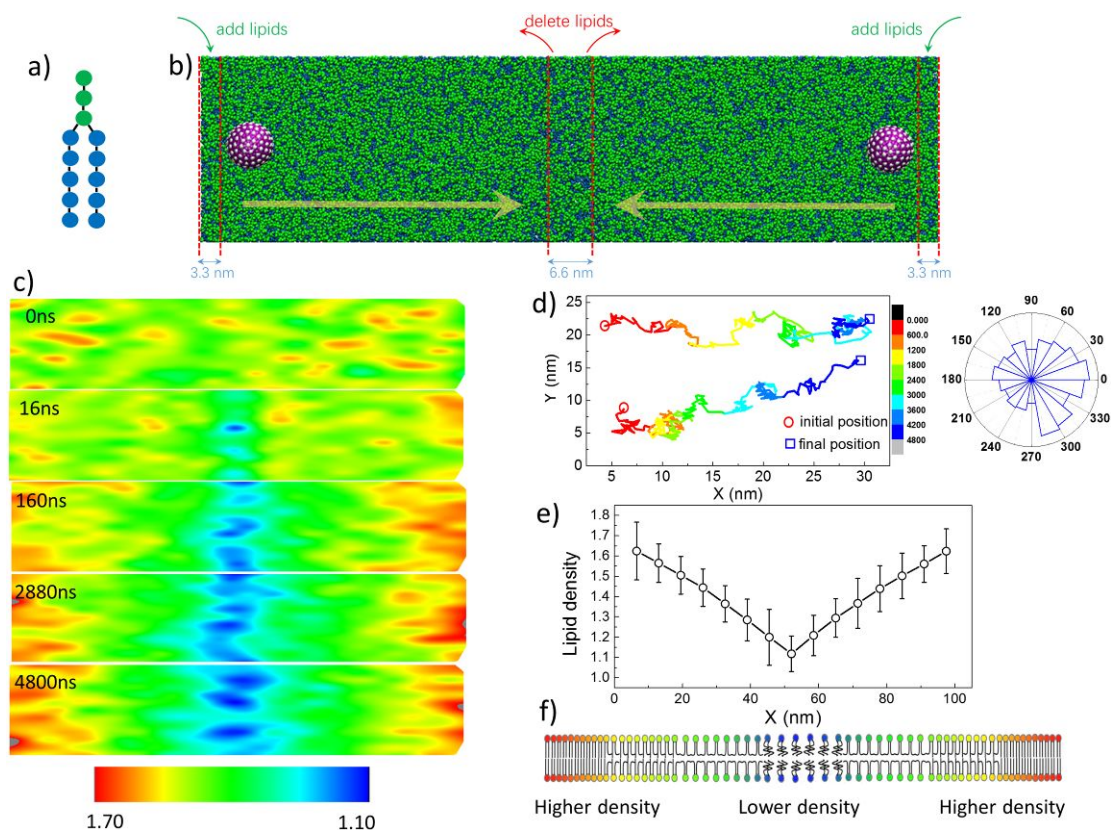 add lipids
delete lipids
add lipids
a)
b)
3.3 nm
6.6 nm
3.3 nm
c)
0ns
16ns
160ns
2880ns
4800ns
1.70 1.10
d)
25
20
15
10
5
0
Y (nm)
5 10 15 20 25 30
X (nm)
initial position
final position
0.000
600.0
1200
1800
2400
3000
3600
4200
4800
90
120 60
150 30
180 0
210 330
240 300
270
e)
1.8
1.7
1.6
1.5
1.4
1.3
1.2
1.1
1.0
Lipid density
0 20 40 60 80 100
X (nm)
f)
Higher density Lower density Higher density